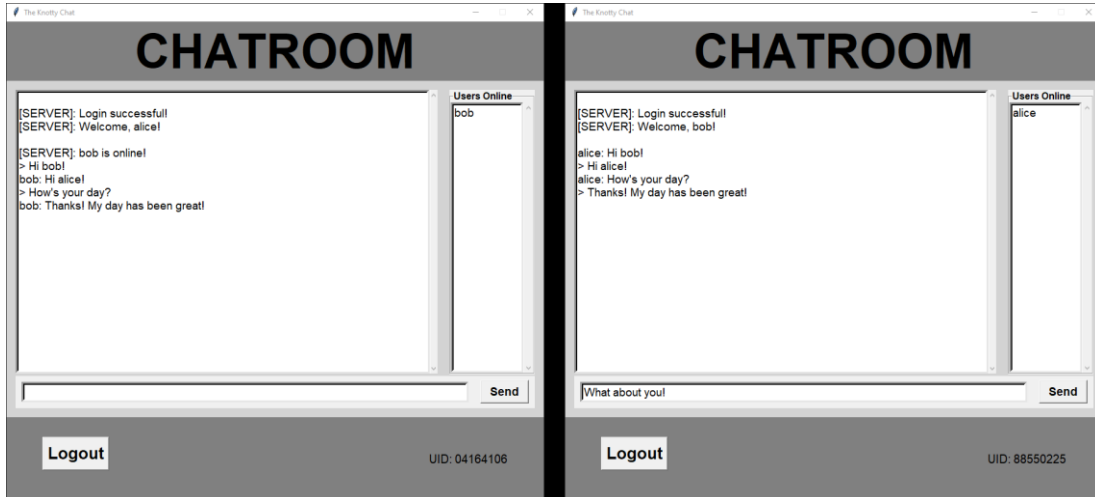 The Knotty Chat
CHATROOM
[SERVER]: Login successful!
[SERVER]: Welcome, alice!
[SERVER]: bob is online!
> Hi bob!
bob: Hi alice!
> How's your day?
bob: Thanks! My day has been great!
Users Online
bob
Send
Logout
UID: 04164106
The Knotty Chat
CHATROOM
[SERVER]: Login successful!
[SERVER]: Welcome, bob!
alice: Hi bob!
> Hi alice!
alice: How's your day?
> Thanks! My day has been great!
Users Online
alice
What about you!
Send
Logout
UID: 88550225